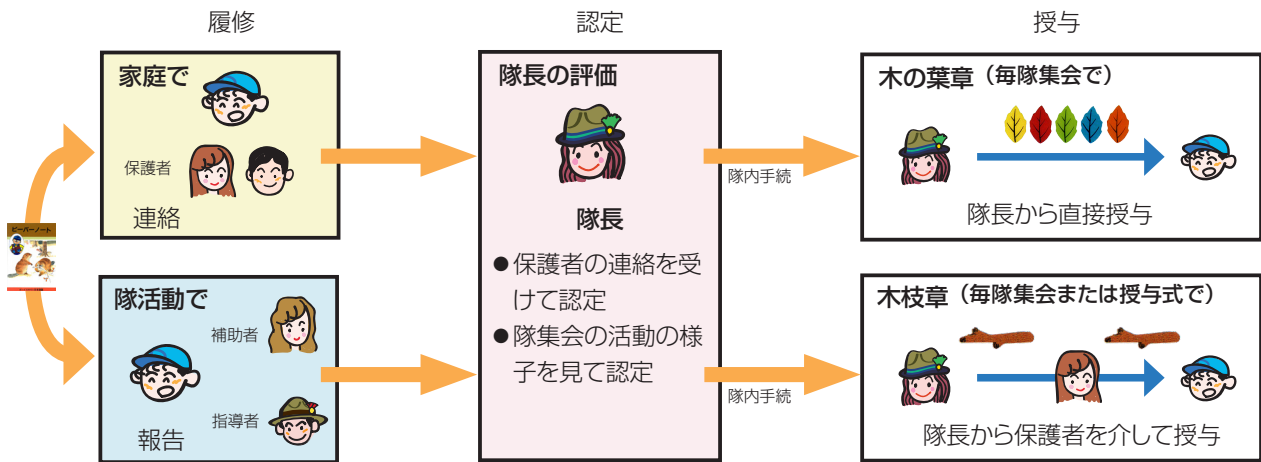 履修
認定
授与
ビーバーノート
家庭で
保護者
連絡
隊活動で
補助者
指導者
報告
隊長の評価
隊長
●保護者の連絡を受
けて認定
●隊集会の活動の様
子を見て認定
隊内手続
隊内手続
木の葉章（毎隊集会で）
隊長から直接授与
木枝章（毎隊集会または授与式で）
隊長から保護者を介して授与